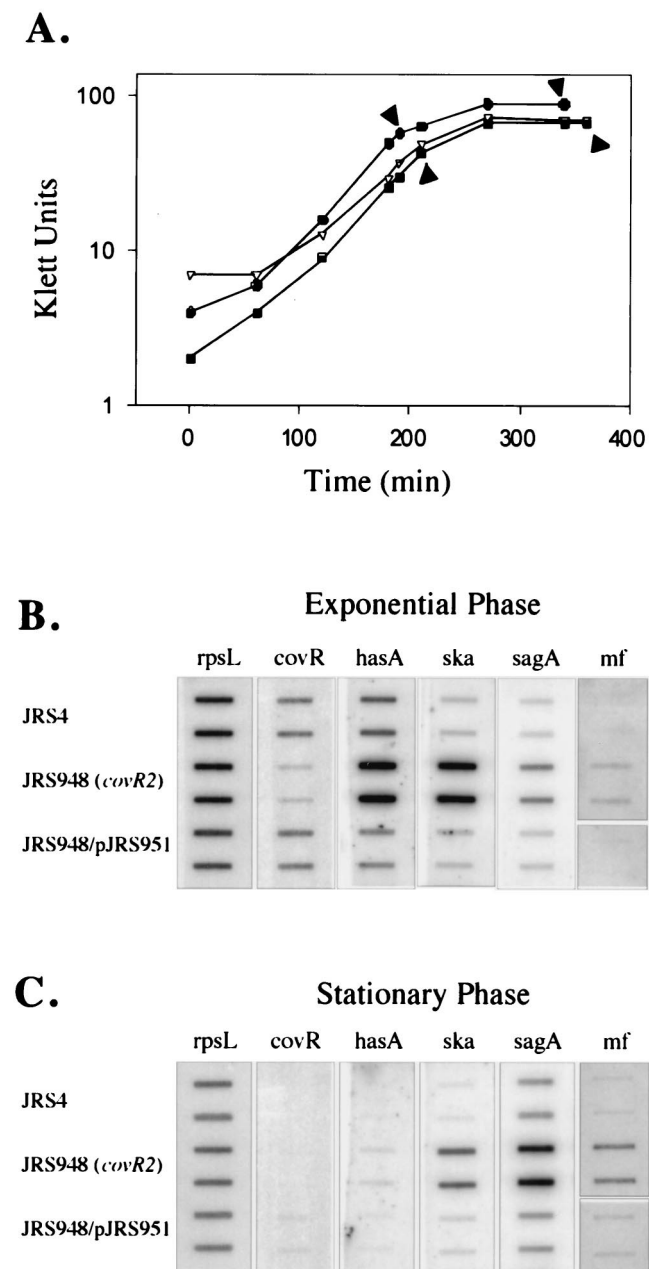 A.
100
10
1
Klett Units
0 100 200 300 400
Time (min)
B.
Exponential Phase
rpsL covR hasA ska sagA mf
JRS4
JRS948 (covR2)
JRS948/pJRS951
C.
Stationary Phase
rpsL covR hasA ska sagA mf
JRS4
JRS948 (covR2)
JRS948/pJRS951